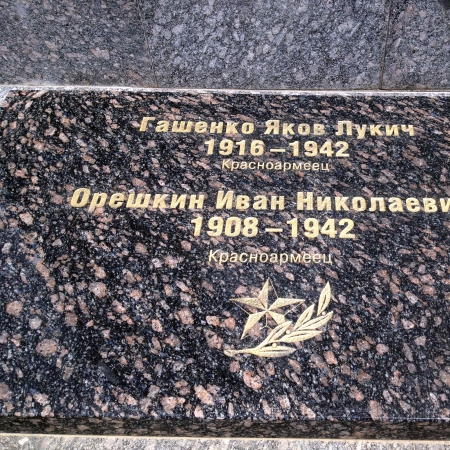 Гашенко Яков Лукич
1916 – 1942
Красноармеец
Орешкин Иван Николаеви
1908 – 1942
Красноармеец